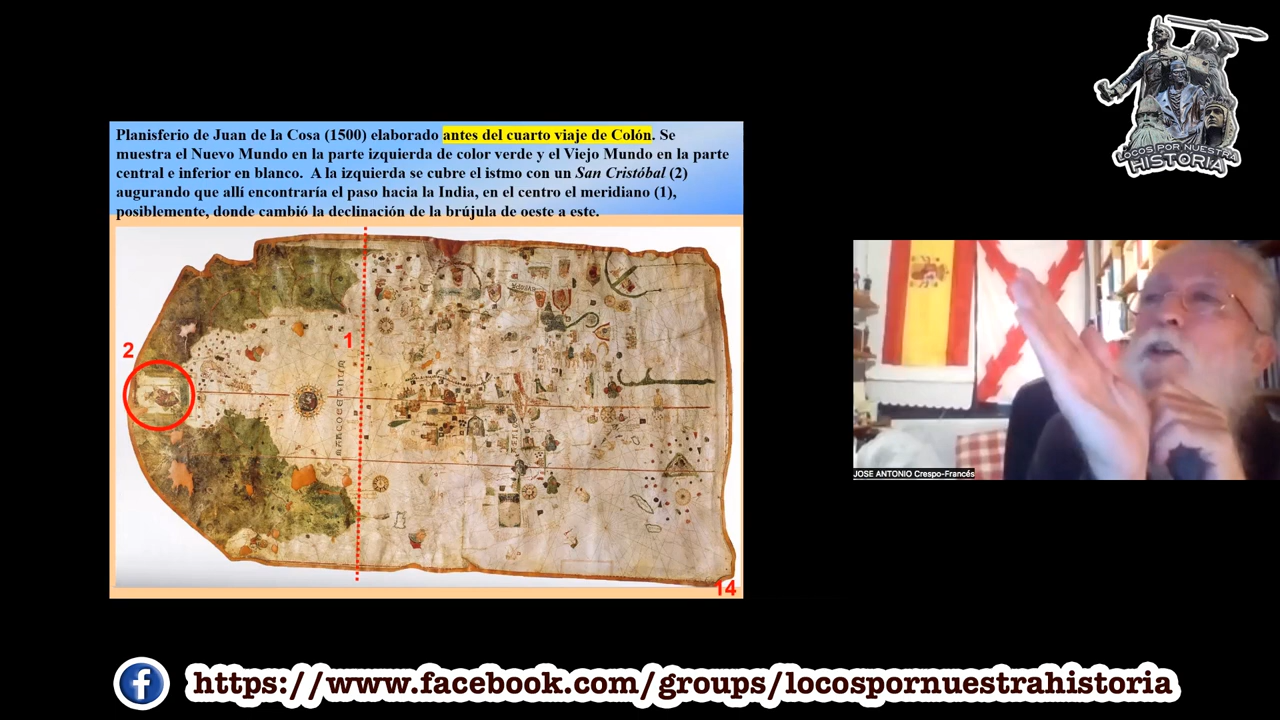 LOCOS POR NUESTRA
HISTORIA
Planisferio de Juan de la Cosa (1500) elaborado antes del cuarto viaje de Colón. Se
muestra el Nuevo Mundo en la parte izquierda de color verde y el Viejo Mundo en la parte
central e inferior en blanco. A la izquierda se cubre el istmo con un San Cristóbal (2)
augurando que allí encontraría el paso hacia la India, en el centro el meridiano (1),
posiblemente, donde cambió la declinación de la brújula de oeste a este.
1
2
14
JOSE ANTONIO Crespo-Francés
https://www.facebook.com/groups/locospornuestrahistoria